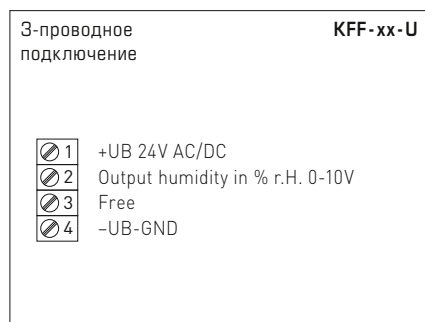 3-проводное KFF-xx-U
подключение
1 +UB 24V AC/DC
2 Output humidity in % r.H. 0-10V
3 Free
4 –UB-GND